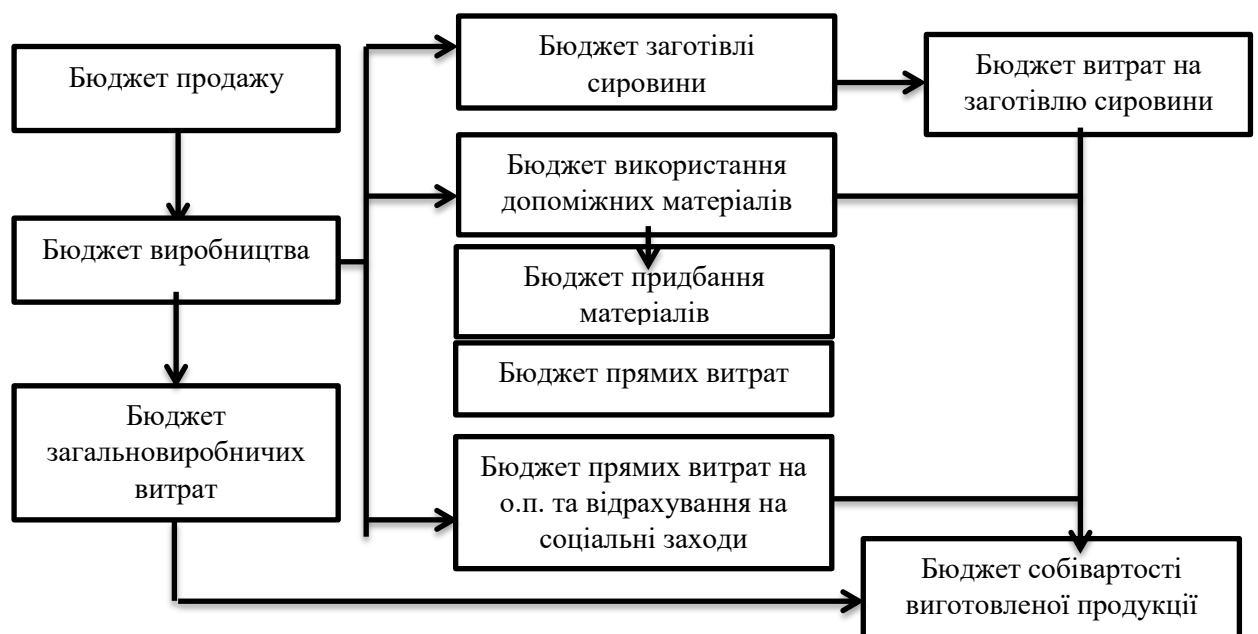 Бюджет продажу
Бюджет виробництва
Бюджет
загальновиробничих
витрат
Бюджет заготівлі
сировини
Бюджет використання
допоміжних матеріалів
Бюджет придбання
матеріалів
Бюджет прямих витрат
Бюджет прямих витрат на
о.п. та відрахування на
соціальні заходи
Бюджет витрат на
заготівлю сировини
Бюджет собівартості
виготовленої продукції